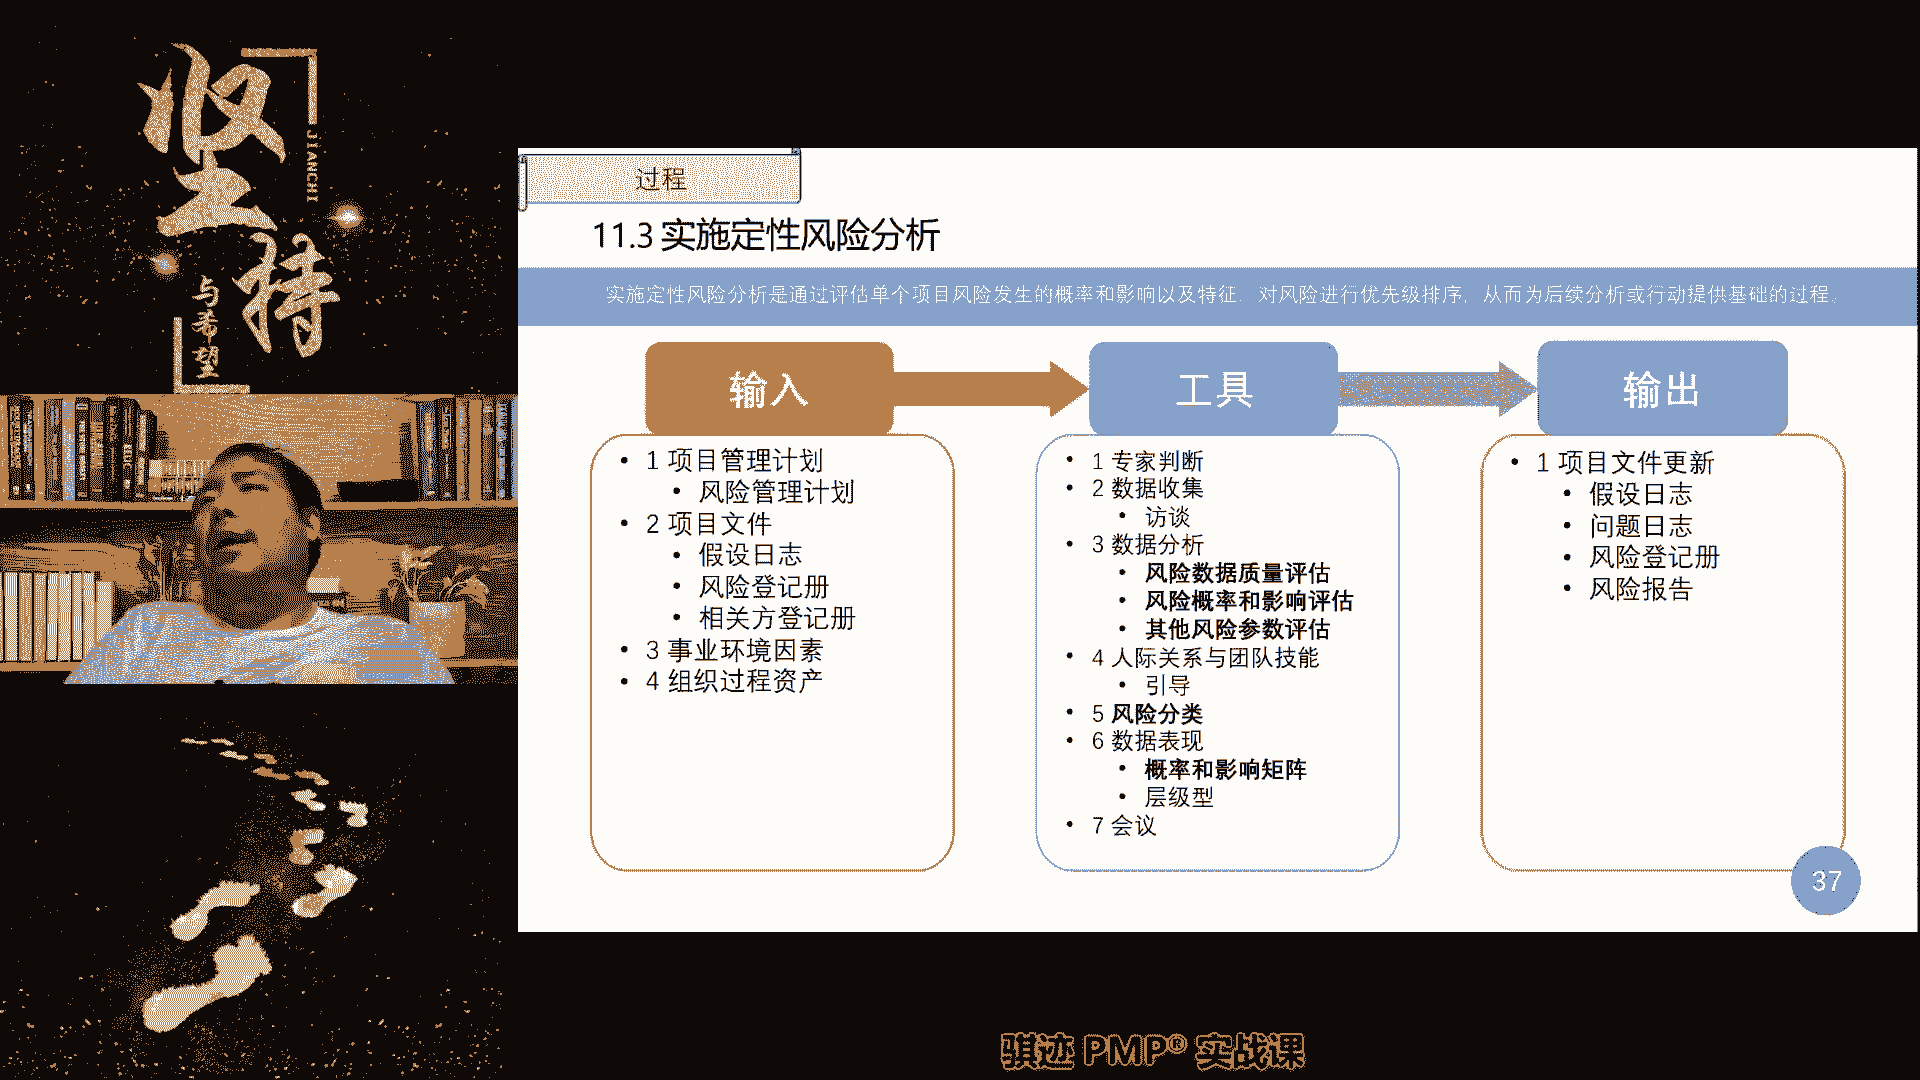 坚持
JIANCHI
与希望
过程
11.3 实施定性风险分析
实施定性风险分析是通过评估单个项目风险发生的概率和影响以及特征，对风险进行优先级排序，从而为后续分析或行动提供基础的过程。
输入
• 1 项目管理计划
• 风险管理计划
• 2 项目文件
• 假设日志
• 风险登记册
• 相关方登记册
• 3 事业环境因素
• 4 组织过程资产
工具
• 1 专家判断
• 2 数据收集
• 访谈
• 3 数据分析
• 风险数据质量评估
• 风险概率和影响评估
• 其他风险参数评估
• 4 人际关系与团队技能
• 引导
• 5 风险分类
• 6 数据表现
• 概率和影响矩阵
• 层级型
• 7 会议
输出
• 1 项目文件更新
• 假设日志
• 问题日志
• 风险登记册
• 风险报告
37
骐迹 PMP® 实战课